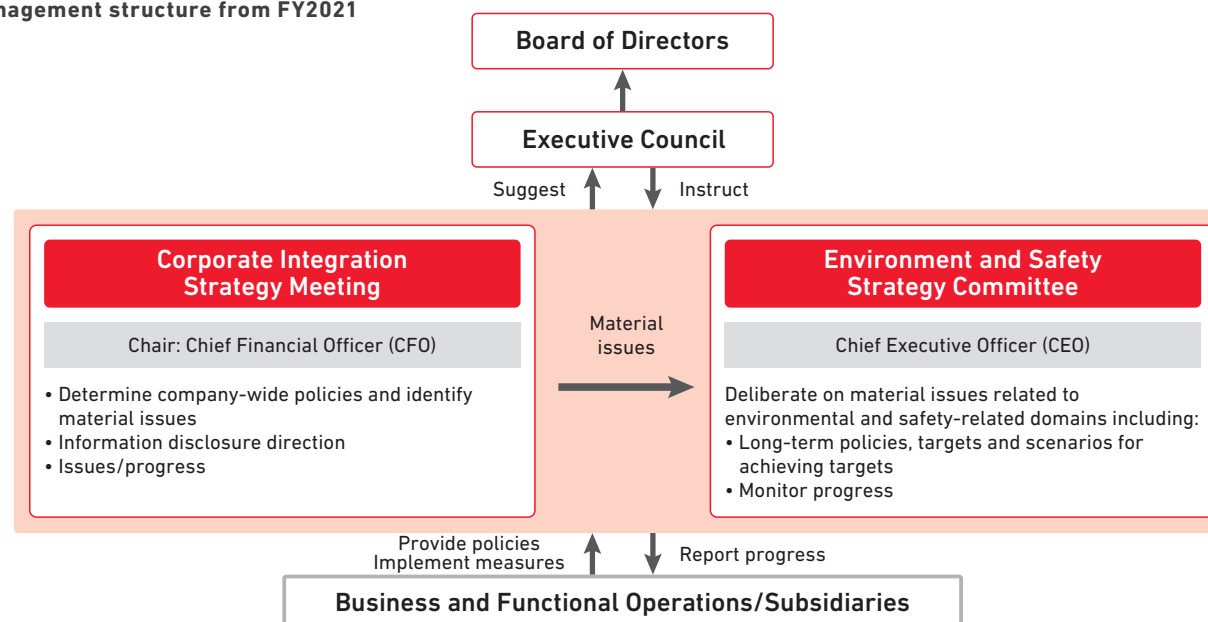 nagement structure from FY2021
Board of Directors
Executive Council
Suggest
Instruct
Corporate Integration
Strategy Meeting
Chair: Chief Financial Officer (CFO)
• Determine company-wide policies and identify
material issues
• Information disclosure direction
• Issues/progress
Material
issues
Environment and Safety
Strategy Committee
Chief Executive Officer (CEO)
Deliberate on material issues related to
environmental and safety-related domains including:
• Long-term policies, targets and scenarios for
achieving targets
• Monitor progress
Provide policies
Implement measures
Report progress
Business and Functional Operations/Subsidiaries